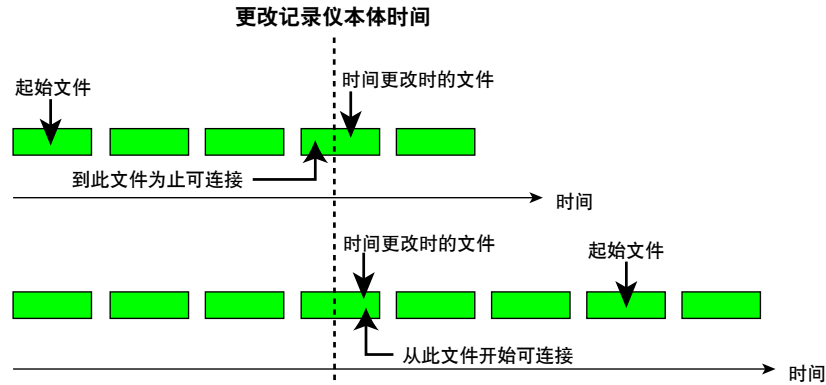 更改记录仪本体时间
时间更改时的文件
起始文件
到此文件为止可连接
时间
时间更改时的文件
起始文件
从此文件开始可连接
时间